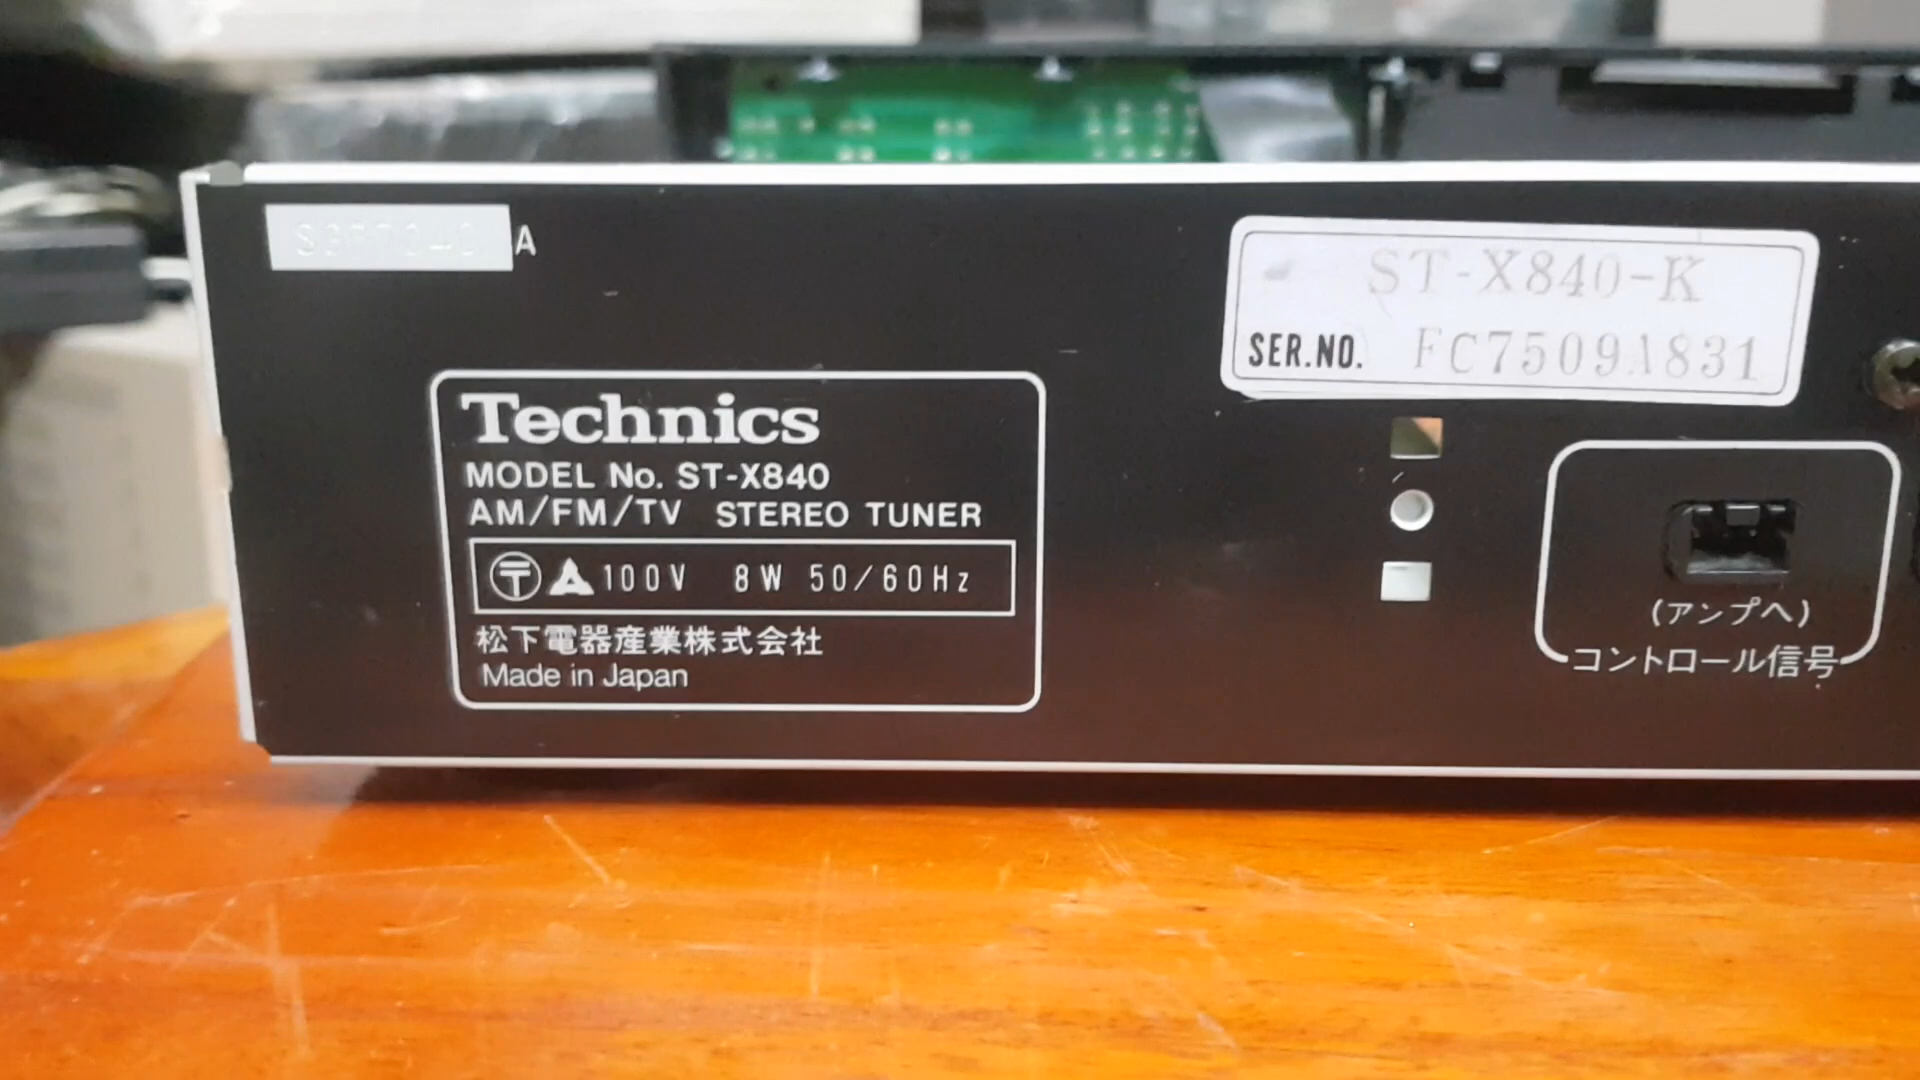 A
ST-X840-K
SER.NO. FC7509A831
Technics
MODEL No. ST-X840
AM/FM/TV STEREO TUNER
〒 100V 8W 50/60Hz
松下電器産業株式会社
Made in Japan
(アンプへ)
コントロール信号